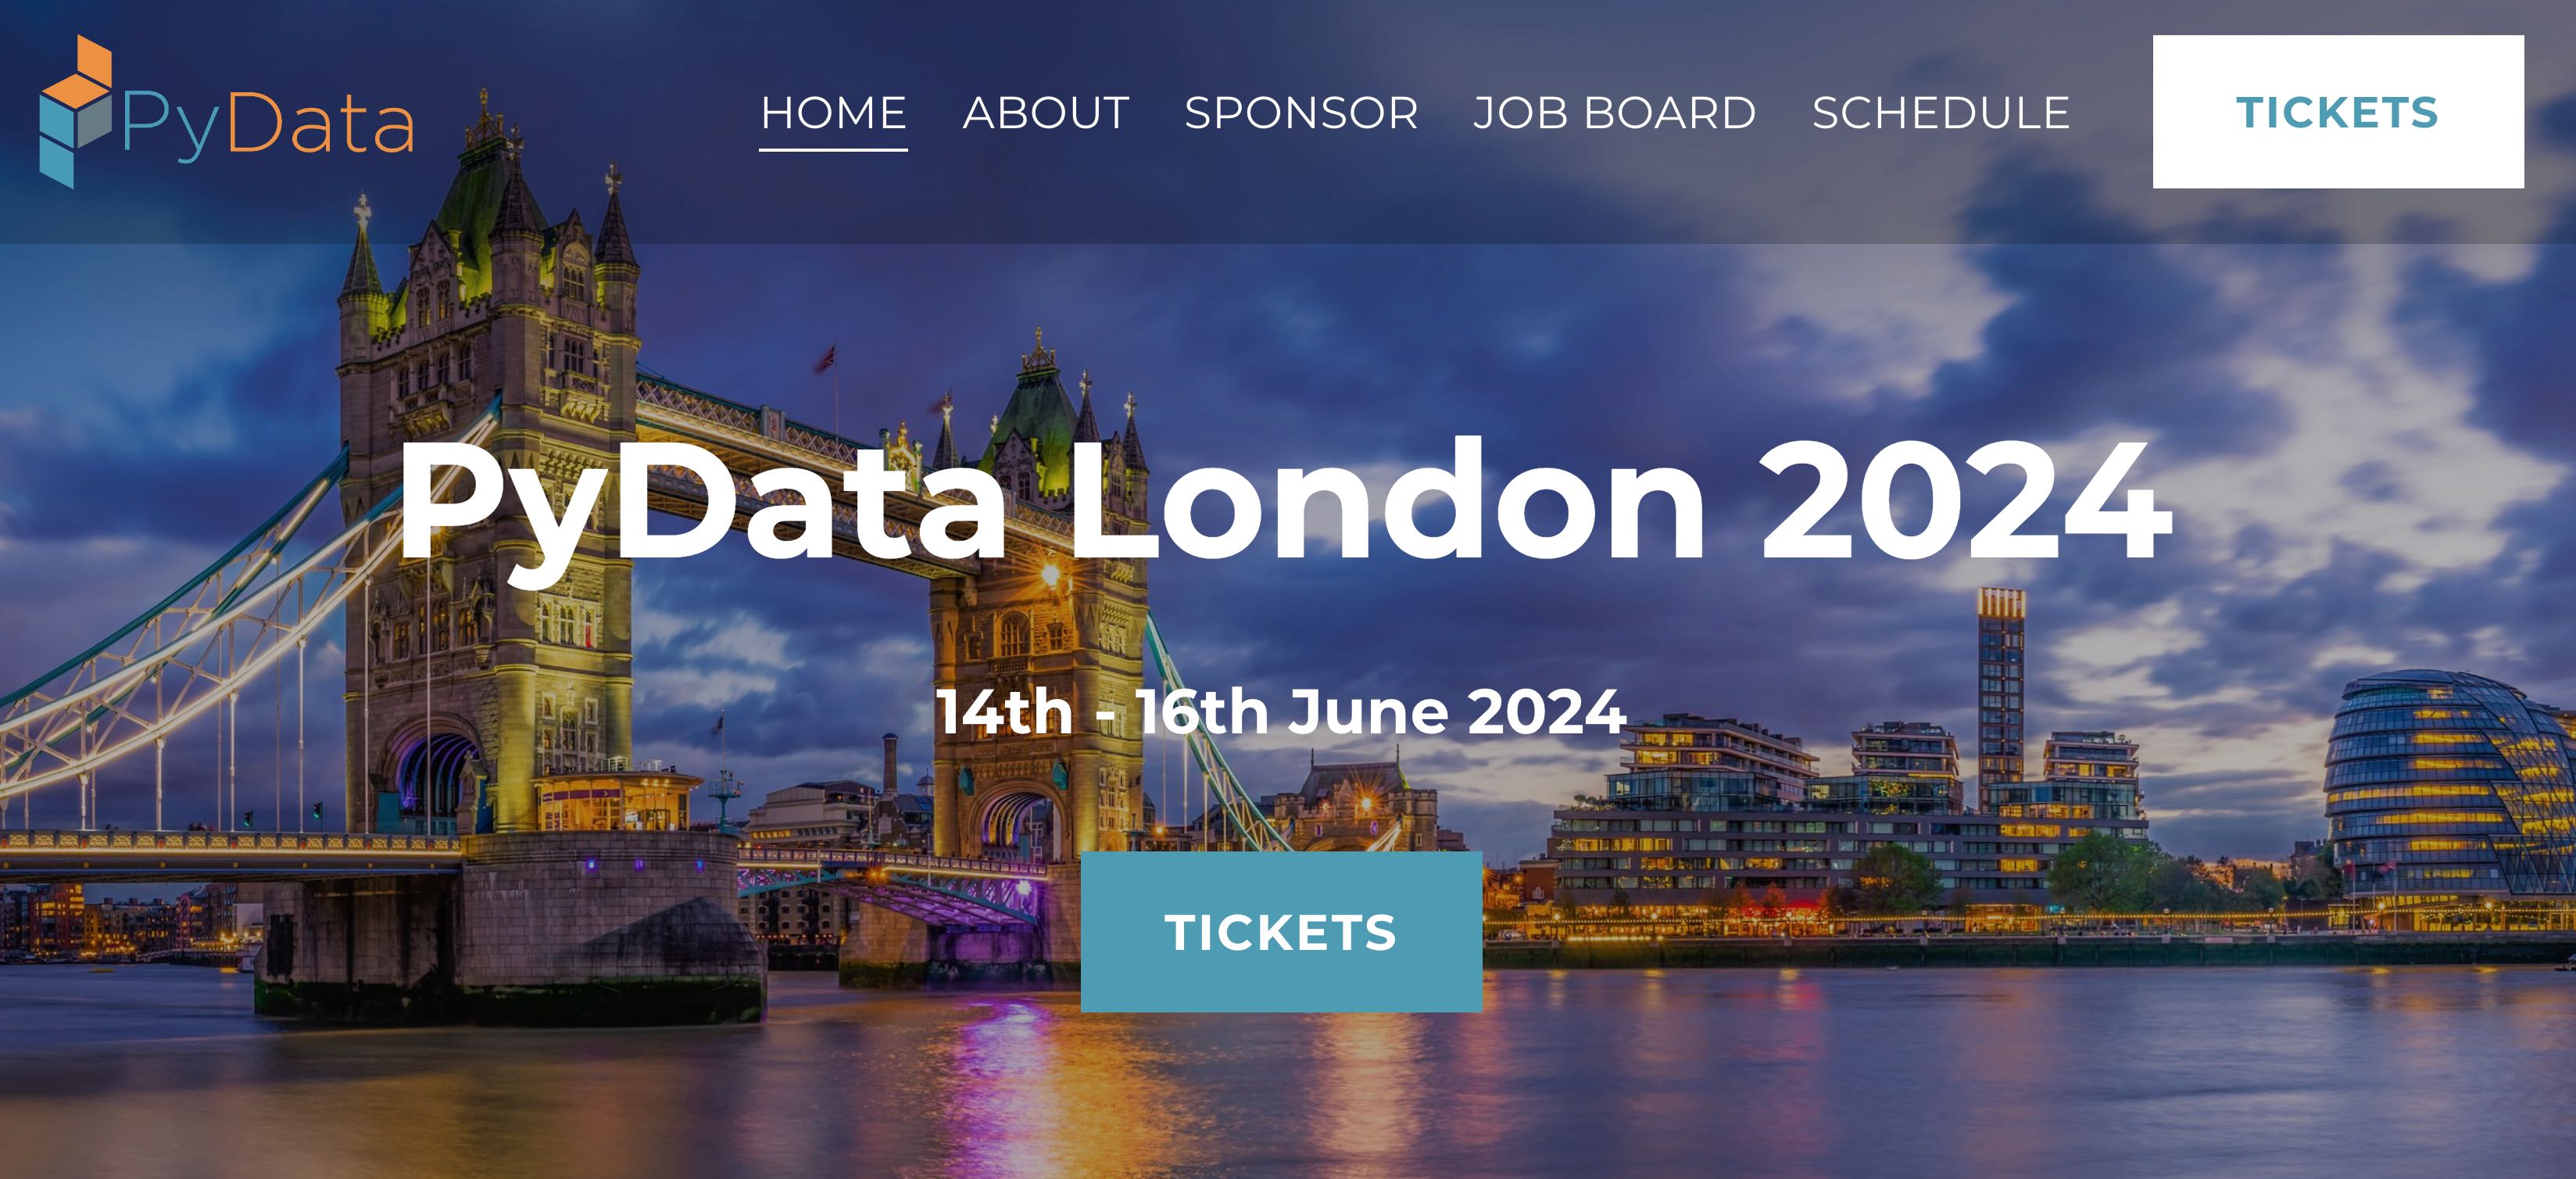 PyData
HOME ABOUT SPONSOR JOB BOARD SCHEDULE TICKETS
PyData London 2024
14th - 16th June 2024
TICKETS